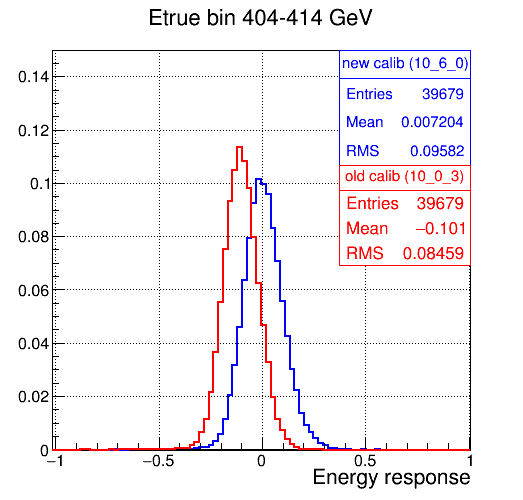 Etrue bin 404-414 GeV
new calib (10_6_0)
Entries 39679
Mean 0.007204
RMS 0.09582
old calib (10_0_3)
Entries 39679
Mean −0.101
RMS 0.08459
0.14
0.12
0.1
0.08
0.06
0.04
0.02
0
−1 −0.5 0 0.5 1
Energy response